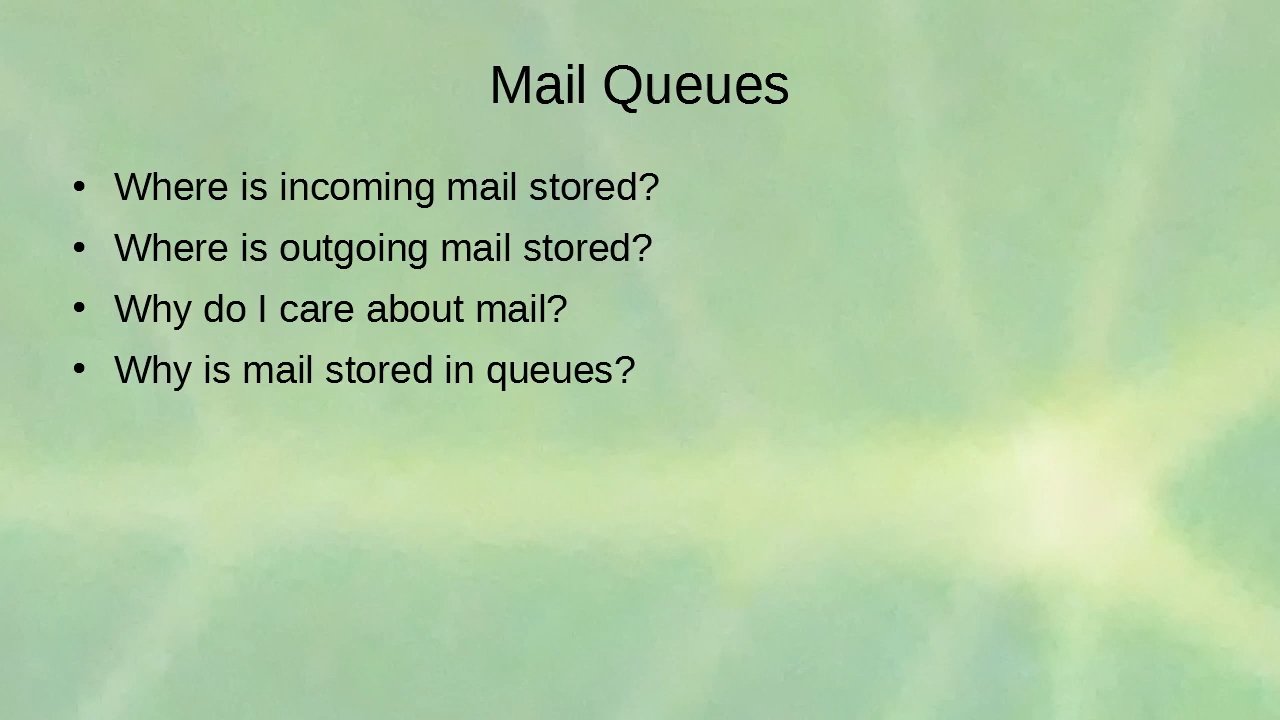 Mail Queues
• Where is incoming mail stored?
• Where is outgoing mail stored?
• Why do I care about mail?
• Why is mail stored in queues?